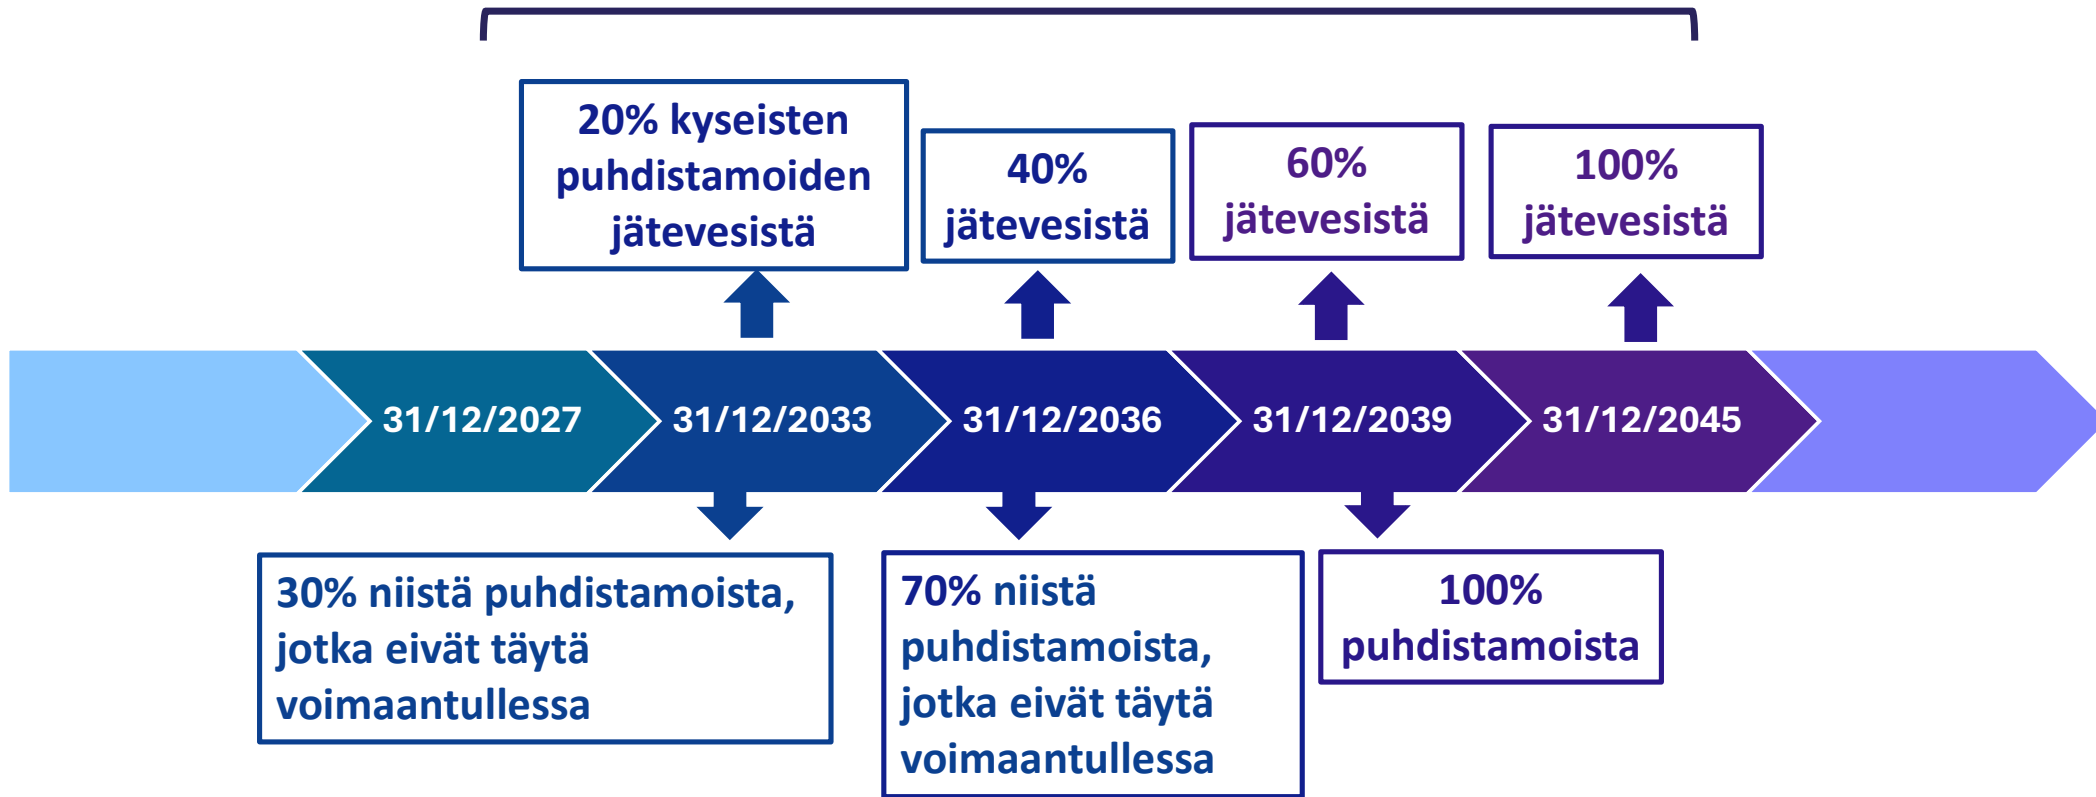 20% kyseisten
puhdistamoiden
jätevesistä
40%
jätevesistä
60%
jätevesistä
100%
jätevesistä
31/12/2027
31/12/2033
31/12/2036
31/12/2039
31/12/2045
30% niistä puhdistamoista,
jotka eivät täytä
voimaantullessa
70% niistä
puhdistamoista,
jotka eivät täytä
voimaantullessa
100%
puhdistamoista